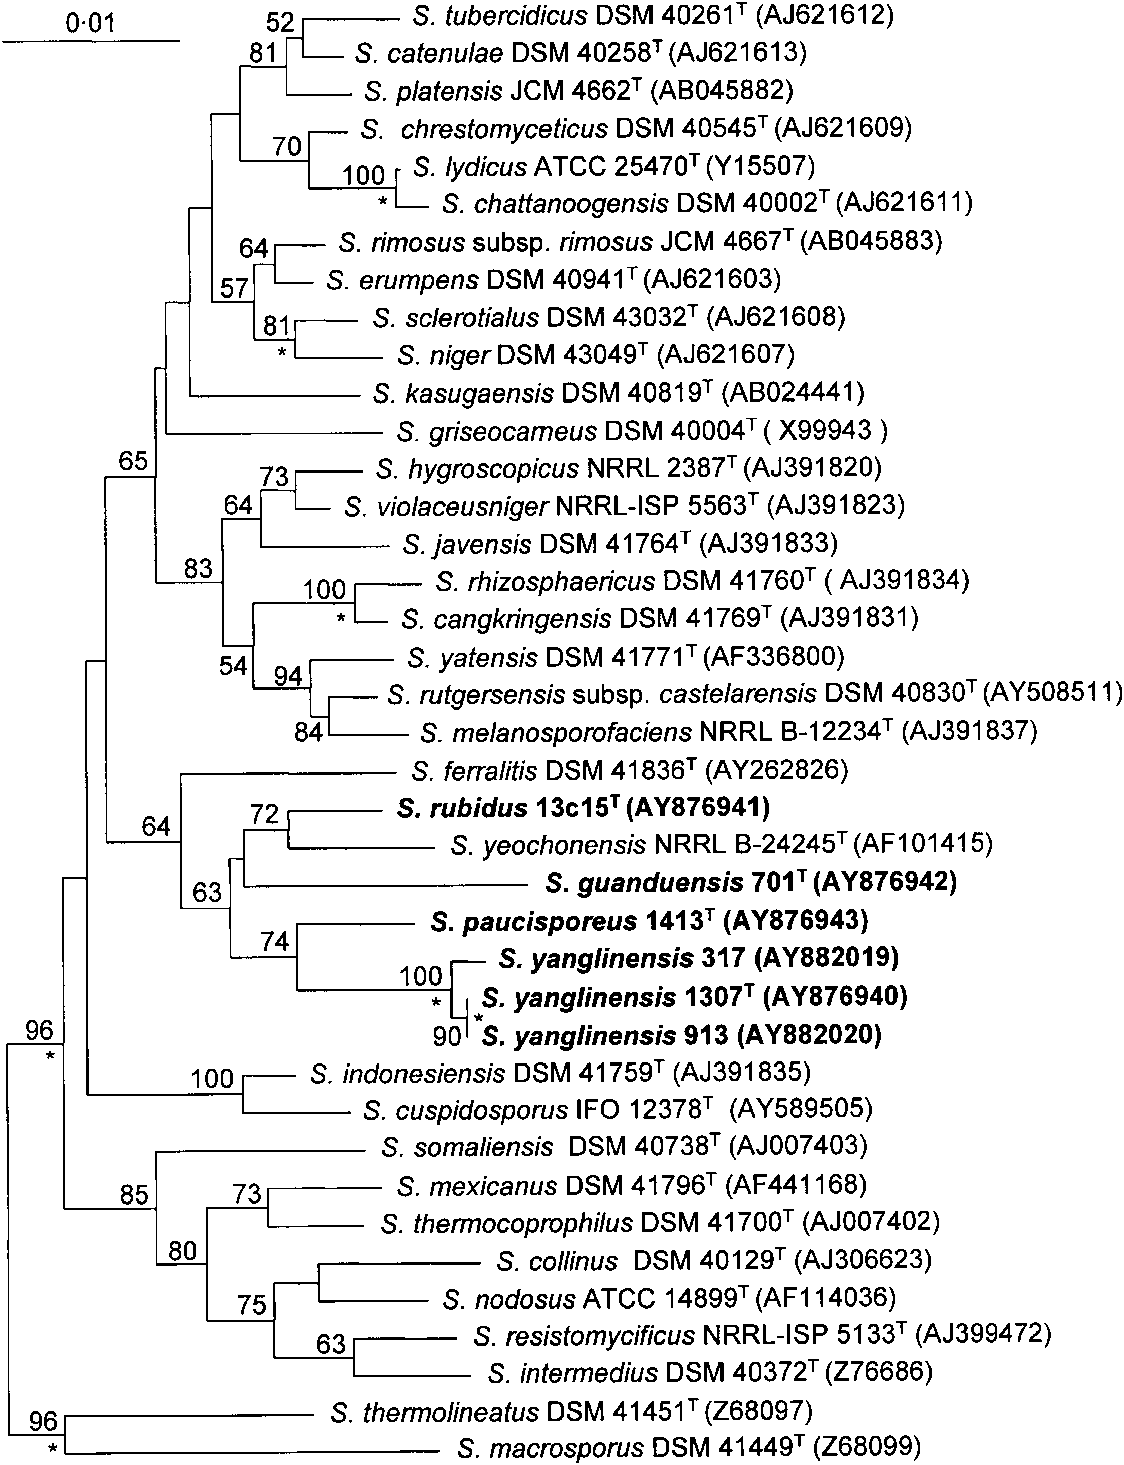 0·01
52
S. tubercidicus DSM 40261T (AJ621612)
81
S. catenulae DSM 40258T (AJ621613)
S. platensis JCM 4662T (AB045882)
S. chrestomyceticus DSM 40545T (AJ621609)
70
S. lydicus ATCC 25470T (Y15507)
100
*
S. chattanoogensis DSM 40002T (AJ621611)
S. rimosus subsp. rimosus JCM 4667T (AB045883)
64
S. erumpens DSM 40941T (AJ621603)
57
S. sclerotialus DSM 43032T (AJ621608)
81
*
S. niger DSM 43049T (AJ621607)
S. kasugaensis DSM 40819T (AB024441)
S. griseocarneus DSM 40004T ( X99943 )
65
S. hygroscopicus NRRL 2387T (AJ391820)
73
S. violaceusniger NRRL-ISP 5563T (AJ391823)
64
S. javensis DSM 41764T (AJ391833)
83
S. rhizosphaericus DSM 41760T ( AJ391834)
100
*
S. cangkringensis DSM 41769T (AJ391831)
54
S. yatensis DSM 41771T (AF336800)
94
S. rutgersensis subsp. castelarensis DSM 40830T (AY508511)
84
S. melanosporofaciens NRRL B-12234T (AJ391837)
S. ferralitis DSM 41836T (AY262826)
64
S. rubidus 13c15T (AY876941)
72
S. yeochonensis NRRL B-24245T (AF101415)
63
S. guanduensis 701T (AY876942)
S. paucisporeus 1413T (AY876943)
74
S. yanglinensis 317 (AY882019)
100
*
S. yanglinensis 1307T (AY876940)
*
90
S. yanglinensis 913 (AY882020)
96
*
S. indonesiensis DSM 41759T (AJ391835)
100
S. cuspidosporus IFO 12378T (AY589505)
S. somaliensis DSM 40738T (AJ007403)
85
S. mexicanus DSM 41796T (AF441168)
73
S. thermocoprophilus DSM 41700T (AJ007402)
80
S. collinus DSM 40129T (AJ306623)
S. nodosus ATCC 14899T (AF114036)
75
S. resistomycificus NRRL-ISP 5133T (AJ399472)
63
S. intermedius DSM 40372T (Z76686)
S. thermolineatus DSM 41451T (Z68097)
96
*
S. macrosporus DSM 41449T (Z68099)